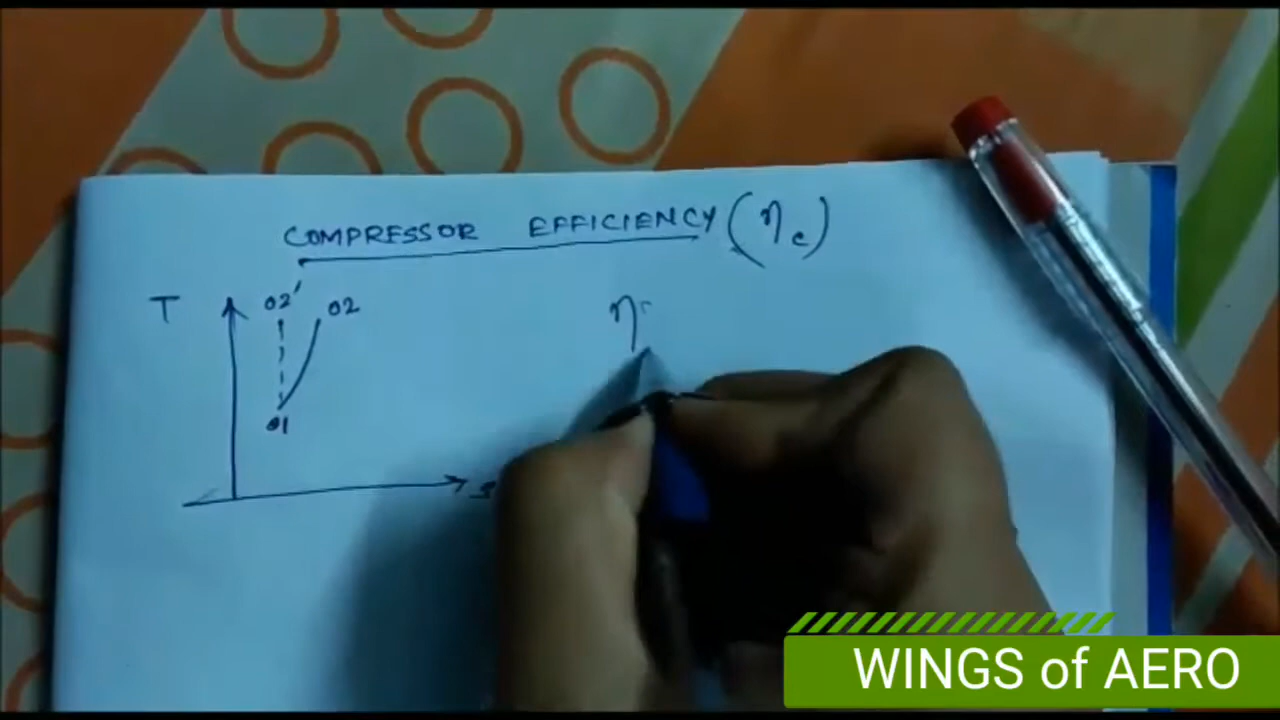 COMPRESSOR EFFICIENCY (η c)
T
02'
02
η
01
S
WINGS of AERO